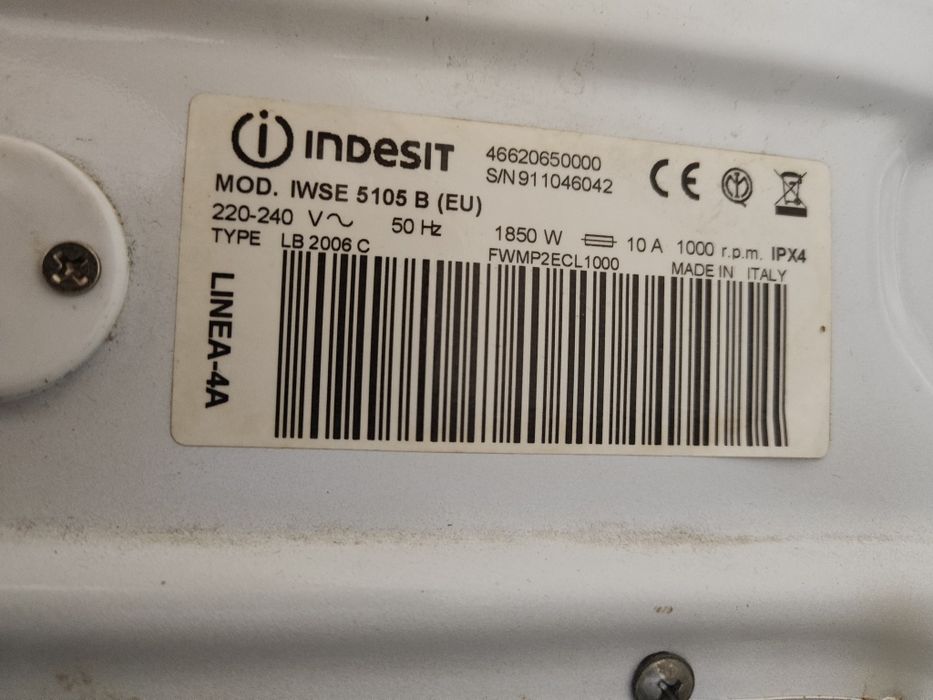 INDESIT 46620650000
S/N 911046042
MOD. IWSE 5105 B (EU)
220-240 V~ 50 Hz 1850 W 10 A 1000 r.p.m. IPX4
TYPE LB 2006 C FWMP2ECL1000 MADE IN ITALY
LINEA-4A
CE